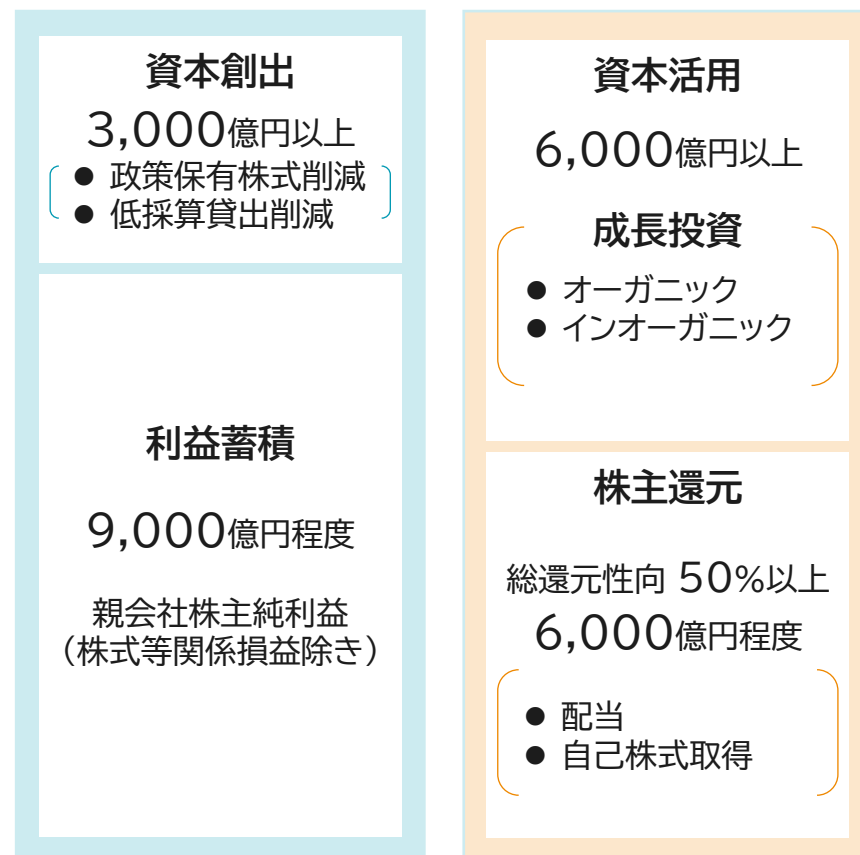 資本創出
3,000億円以上
● 政策保有株式削減
● 低採算貸出削減
利益蓄積
9,000億円程度
親会社株主純利益
（株式等関係損益除き）
資本活用
6,000億円以上
成長投資
● オーガニック
● インオーガニック
株主還元
総還元性向 50%以上
6,000億円程度
● 配当
● 自己株式取得